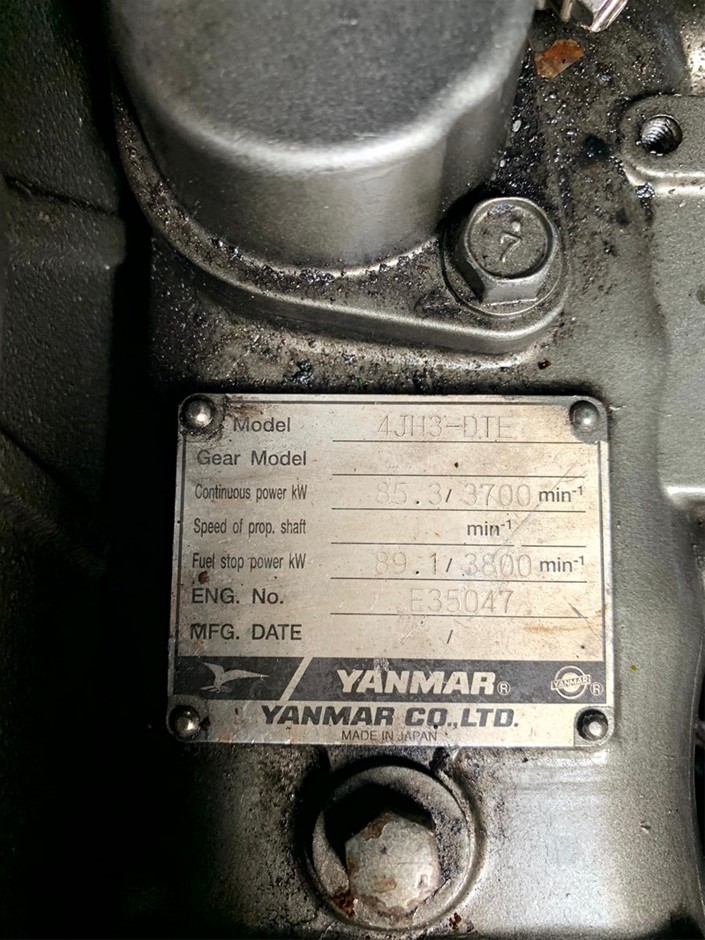 7
Model 4JH3-DTE
Gear Model
Continuous power kW 85.3/3700 min-1
Speed of prop. shaft min-1
Fuel stop power kW 89.1/3800 min-1
ENG. No. E35047
MFG. DATE /
YANMAR® YANMAR ®
YANMAR CO.,LTD.
MADE IN JAPAN